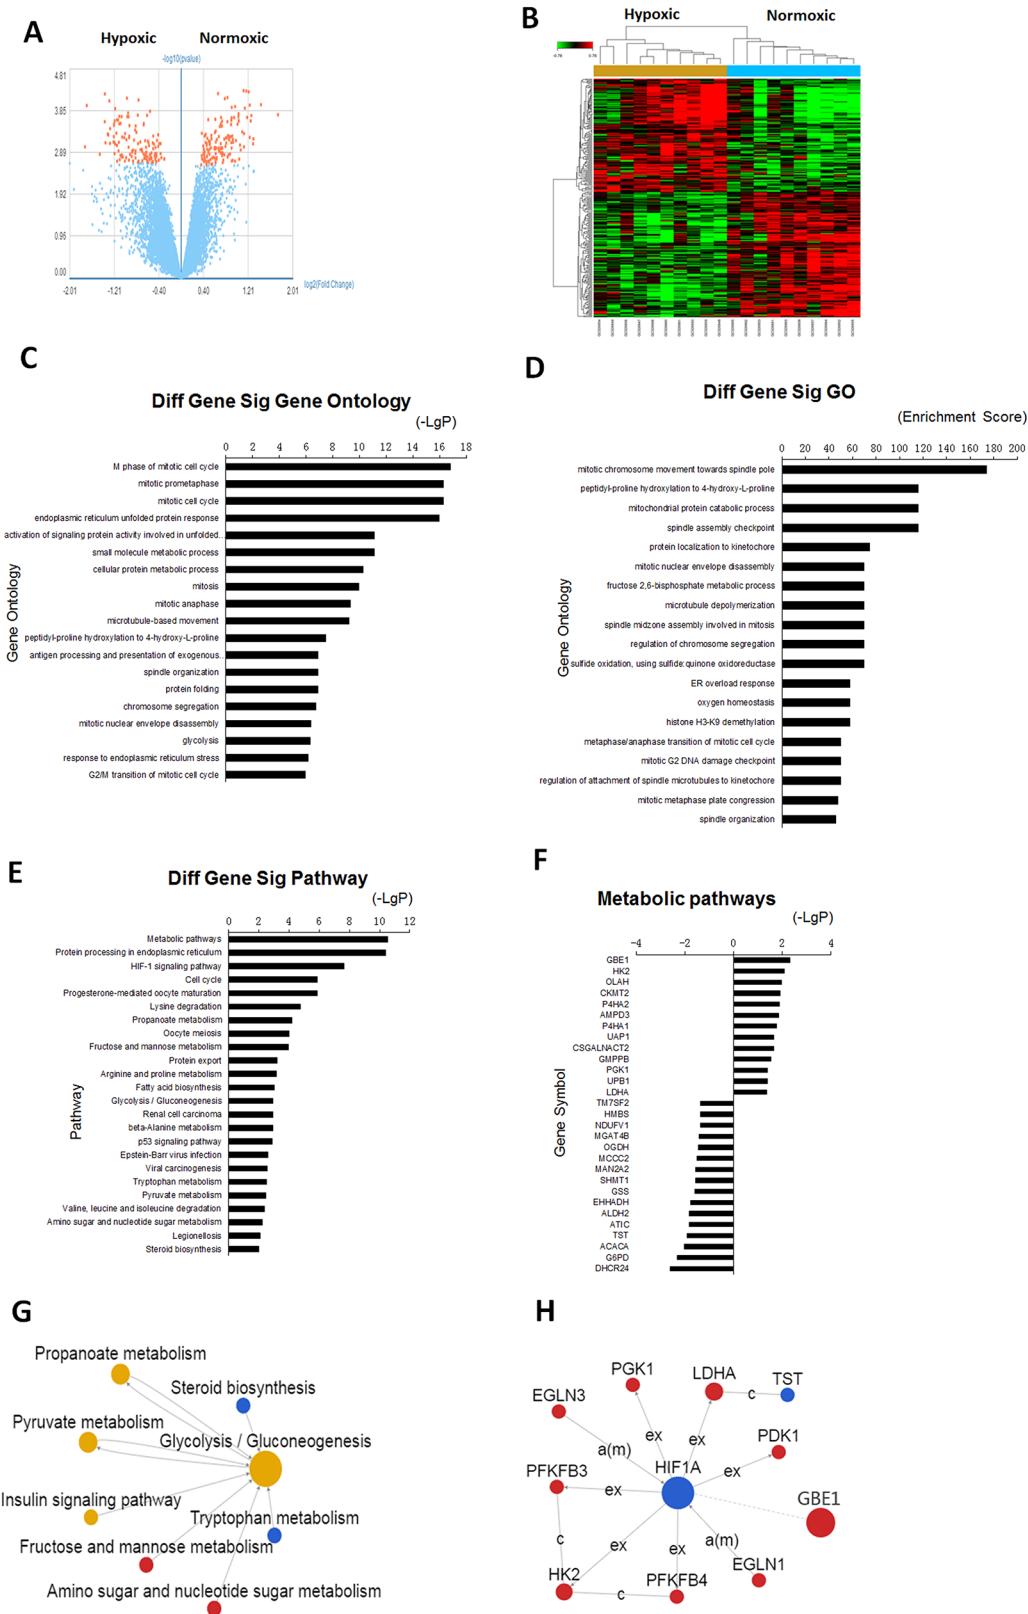 A
Hypoxic
Normoxic
-log10(pvalue)
4.81
3.85
2.89
1.92
0.96
0.00
-2.01
-1.21
-0.40
0.40
1.21
2.01
log2(Fold Change)
B
Hypoxic
Normoxic
C
Diff Gene Sig Gene Ontology
(-LgP)
0 2 4 6 8 10 12 14 16 18
Gene Ontology
M phase of mitotic cell cycle
mitotic prometaphase
mitotic cell cycle
endoplasmic reticulum unfolded protein response
activation of signaling protein activity involved in unfolded..
small molecule metabolic process
cellular protein metabolic process
mitosis
mitotic anaphase
microtubule-based movement
peptidyl-proline hydroxylation to 4-hydroxy-L-proline
antigen processing and presentation of exogenous..
spindle organization
protein folding
chromosome segregation
mitotic nuclear envelope disassembly
glycolysis
response to endoplasmic reticulum stress
G2/M transition of mitotic cell cycle
D
Diff Gene Sig GO
(Enrichment Score)
0 20 40 60 80 100 120 140 160 180 200
Gene Ontology
mitotic chromosome movement towards spindle pole
peptidyl-proline hydroxylation to 4-hydroxy-L-proline
mitochondrial protein catabolic process
spindle assembly checkpoint
protein localization to kinetochore
mitotic nuclear envelope disassembly
fructose 2,6-bisphosphate metabolic process
microtubule depolymerization
spindle midzone assembly involved in mitosis
regulation of chromosome segregation
sulfide oxidation, using sulfide:quinone oxidoreductase
ER overload response
oxygen homeostasis
histone H3-K9 demethylation
metaphase/anaphase transition of mitotic cell cycle
mitotic G2 DNA damage checkpoint
regulation of attachment of spindle microtubules to kinetochore
mitotic metaphase plate congression
spindle organization
E
Diff Gene Sig Pathway
(-LgP)
0 2 4 6 8 10 12
Pathway
Metabolic pathways
Protein processing in endoplasmic reticulum
HIF-1 signaling pathway
Cell cycle
Progesterone-mediated oocyte maturation
Lysine degradation
Propanoate metabolism
Oocyte meiosis
Fructose and mannose metabolism
Protein export
Arginine and proline metabolism
Fatty acid biosynthesis
Glycolysis / Gluconeogenesis
Renal cell carcinoma
beta-Alanine metabolism
p53 signaling pathway
Epstein-Barr virus infection
Viral carcinogenesis
Tryptophan metabolism
Pyruvate metabolism
Valine, leucine and isoleucine degradation
Amino sugar and nucleotide sugar metabolism
Legionellosis
Steroid biosynthesis
F
Metabolic pathways
(-LgP)
-4 -2 0 2 4
Gene Symbol
GBE1
HK2
OLAH
CKMT2
P4HA2
AMPD3
P4HA1
UAP1
CSGALNACT2
GMPPB
PGK1
UPB1
LDHA
TM7SF2
HMBS
NDUFV1
MGAT4B
OGDH
MCCC2
MAN2A2
SHMT1
GSS
EHHADH
ALDH2
ATIC
TST
ACACA
G6PD
DHCR24
G
Propanoate metabolism
Steroid biosynthesis
Pyruvate metabolism
Glycolysis / Gluconeogenesis
Insulin signaling pathway
Tryptophan metabolism
Fructose and mannose metabolism
Amino sugar and nucleotide sugar metabolism
H
PGK1
LDHA
TST
EGLN3
c
ex
ex
a(m)
PDK1
PFKFB3
HIF1A
ex
ex
GBE1
c
ex
ex
a(m)
EGLN1
HK2
c
PFKFB4